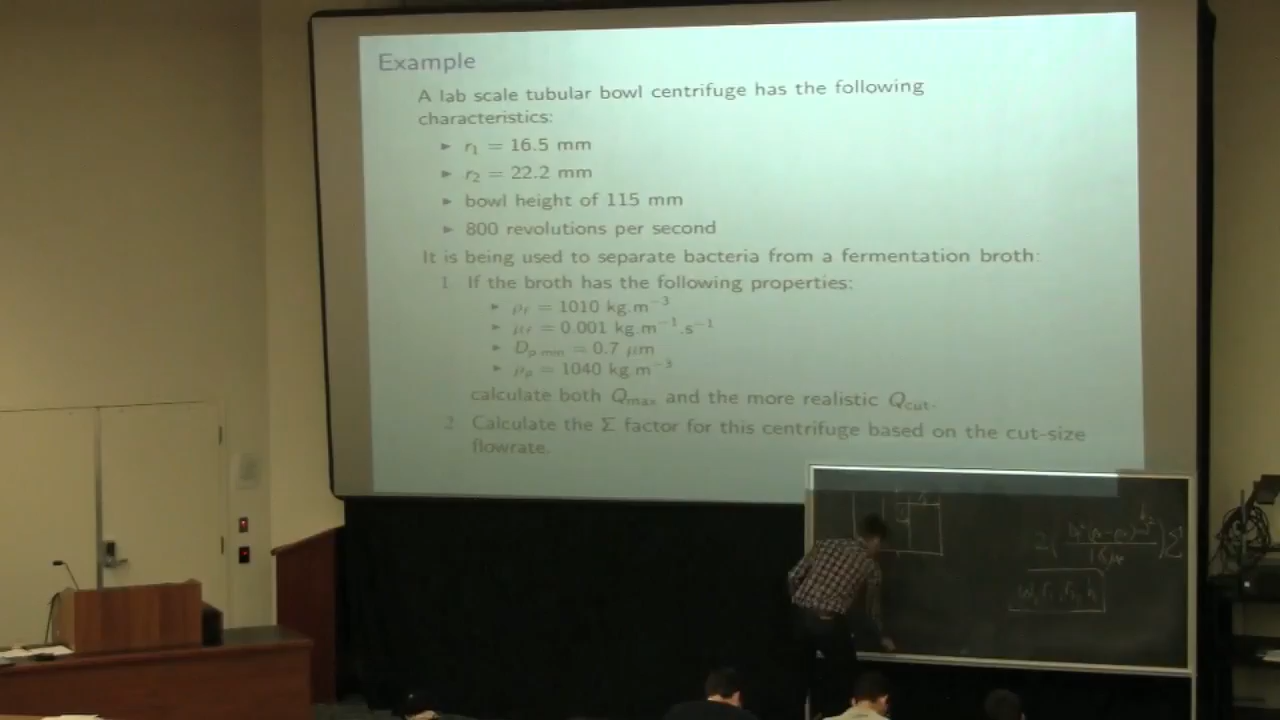 Example
A lab scale tubular bowl centrifuge has the following
characteristics:
► r₁ = 16.5 mm
► r₂ = 22.2 mm
► bowl height of 115 mm
► 800 revolutions per second
It is being used to separate bacteria from a fermentation broth:
1 If the broth has the following properties:
► ρf = 1010 kg.m⁻³
► μf = 0.001 kg.m⁻¹.s⁻¹
► Dp,min = 0.7 μm
► ρp = 1040 kg.m⁻³
calculate both Qmax and the more realistic Qcut.
2 Calculate the Σ factor for this centrifuge based on the cut-size
flowrate.
ω, r₁, r₂, h